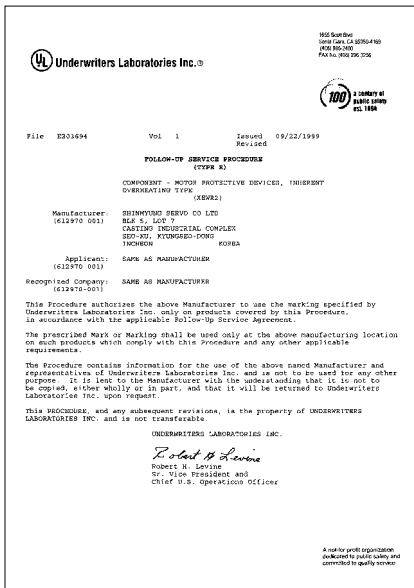 1655 Scott Blvd
Santa Clara, CA 95050-4169
(408) 985-2400
FAX No. (408) 296-3256
UL Underwriters Laboratories Inc.®
100 a century of
public safety
est. 1894
File E203694 Vol 1 Issued 09/22/1999
Revised
FOLLOW-UP SERVICE PROCEDURE
(TYPE R)
COMPONENT - MOTOR PROTECTIVE DEVICES, INHERENT
OVERHEATING TYPE
(XEWR2)
Manufacturer: SHINMYUNG SERVO CO LTD
(612970 001) BLK 5, LOT 7
CASTING INDUSTRIAL COMPLEX
SEO-KU, KYUNGSEO-DONG
INCHEON KOREA
Applicant: SAME AS MANUFACTURER
(612970 001)
Recognized Company: SAME AS MANUFACTURER
(612970-001)
This Procedure authorizes the above Manufacturer to use the marking specified by
Underwriters Laboratories Inc. only on products covered by this Procedure,
in accordance with the applicable Follow-Up Service Agreement.
The prescribed Mark or Marking shall be used only at the above manufacturing location
on such products which comply with this Procedure and any other applicable
requirements.
The Procedure contains information for the use of the above named Manufacturer and
representatives of Underwriters Laboratories Inc. and is not to be used for any other
purpose. It is lent to the Manufacturer with the understanding that it is not to
be copied, either wholly or in part, and that it will be returned to Underwriters
Laboratories Inc. upon request.
This PROCEDURE, and any subsequent revisions, is the property of UNDERWRITERS
LABORATORIES INC. and is not transferable.
UNDERWRITERS LABORATORIES INC.
Robert H Levine
Robert H. Levine
Sr. Vice President and
Chief U.S. Operations Officer
A not-for-profit organization
dedicated to public safety and
committed to quality service